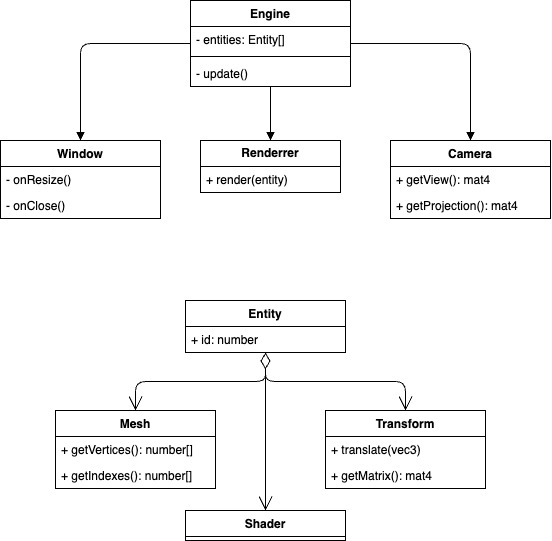 Engine
- entities: Entity[]
- update()
Window
- onResize()
- onClose()
Renderrer
+ render(entity)
Camera
+ getView(): mat4
+ getProjection(): mat4
Entity
+ id: number
Mesh
+ getVertices(): number[]
+ getIndexes(): number[]
Transform
+ translate(vec3)
+ getMatrix(): mat4
Shader